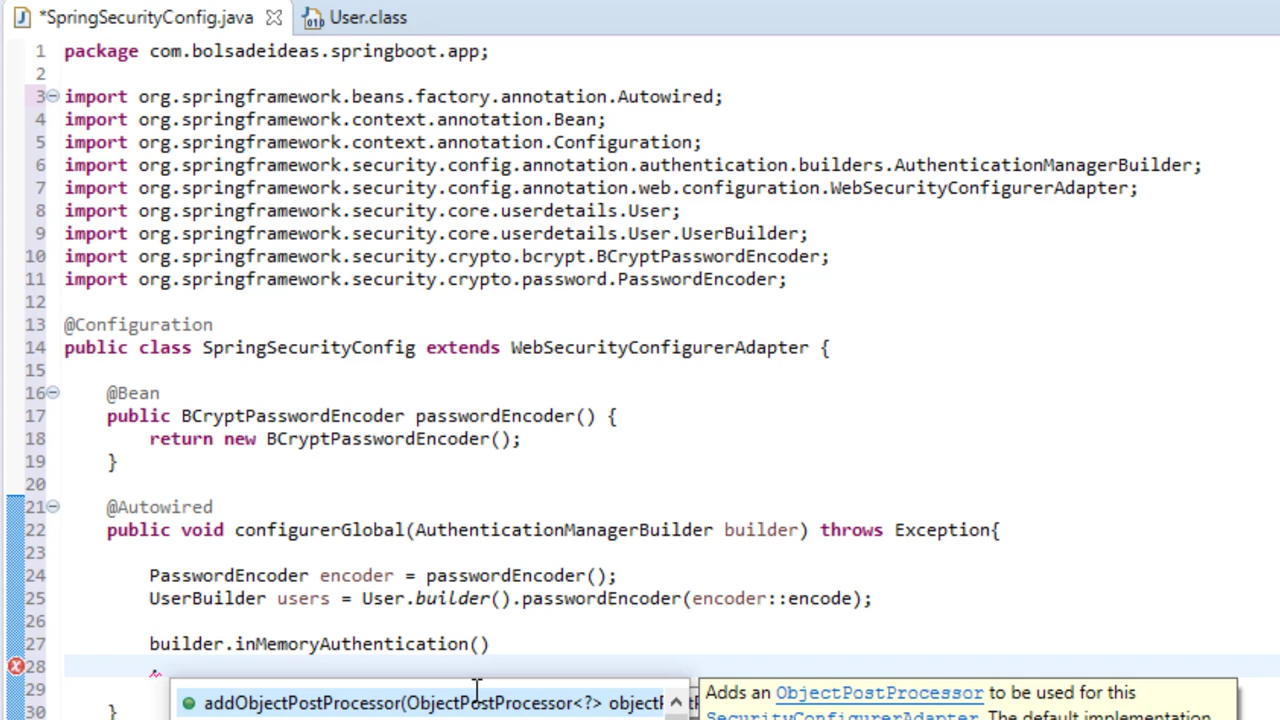 *SpringSecurityConfig.java User.class
1 package com.bolsadeideas.springboot.app;
2
3 import org.springframework.beans.factory.annotation.Autowired;
4 import org.springframework.context.annotation.Bean;
5 import org.springframework.context.annotation.Configuration;
6 import org.springframework.security.config.annotation.authentication.builders.AuthenticationManagerBuilder;
7 import org.springframework.security.config.annotation.web.configuration.WebSecurityConfigurerAdapter;
8 import org.springframework.security.core.userdetails.User;
9 import org.springframework.security.core.userdetails.User.UserBuilder;
10 import org.springframework.security.crypto.bcrypt.BCryptPasswordEncoder;
11 import org.springframework.security.crypto.password.PasswordEncoder;
12
13 @Configuration
14 public class SpringSecurityConfig extends WebSecurityConfigurerAdapter {
15
16 @Bean
17 public BCryptPasswordEncoder passwordEncoder() {
18 return new BCryptPasswordEncoder();
19 }
20
21 @Autowired
22 public void configurerGlobal(AuthenticationManagerBuilder builder) throws Exception{
23
24 PasswordEncoder encoder = passwordEncoder();
25 UserBuilder users = User.builder().passwordEncoder(encoder::encode);
26
27 builder.inMemoryAuthentication()
28 .
29 addObjectPostProcessor(ObjectPostProcessor<?> objectP
30 }
Adds an ObjectPostProcessor to be used for this
SecurityConfigurerAdapter. The default implementation